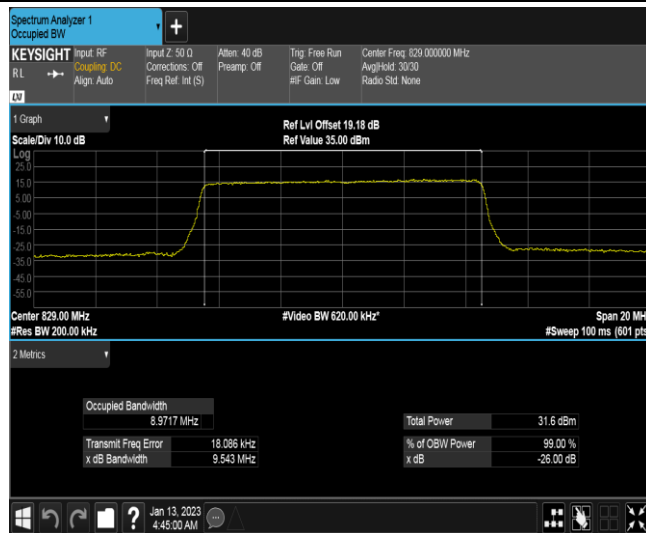 Spectrum Analyzer 1
Occupied BW
+
KEYSIGHT
RL
Input: RF
Coupling: DC
Align: Auto
Input Z: 50 Ω
Corrections: Off
Freq Ref: Int (S)
Atten: 40 dB
Preamp: Off
Trig: Free Run
Gate: Off
#IF Gain: Low
Center Freq: 829.000000 MHz
Avg|Hold: 30/30
Radio Std: None
1 Graph
Scale/Div 10.0 dB
Ref Lvl Offset 19.18 dB
Ref Value 35.00 dBm
Log
25.0
15.0
5.00
-5.00
-15.0
-25.0
-35.0
-45.0
-55.0
Center 829.00 MHz
#Res BW 200.00 kHz
#Video BW 620.00 kHz*
Span 20 MH
#Sweep 100 ms (601 pts
2 Metrics
Occupied Bandwidth
8.9717 MHz
Transmit Freq Error 18.086 kHz
x dB Bandwidth 9.543 MHz
Total Power 31.6 dBm
% of OBW Power 99.00 %
x dB -26.00 dB
?
Jan 13, 2023
4:45:00 AM